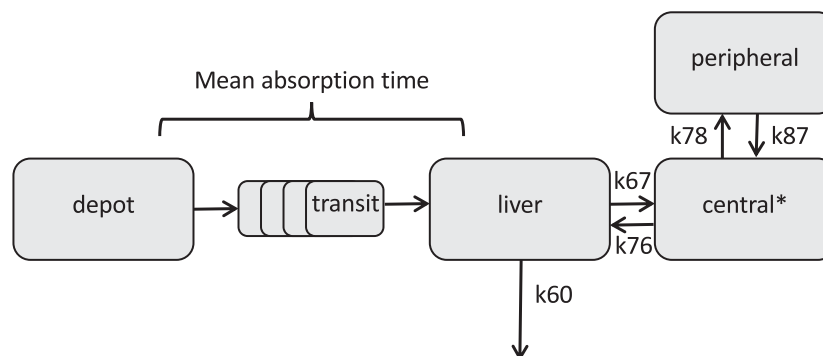 peripheral
Mean absorption time
k78
k87
depot
transit
liver
k67
central*
k76
k60